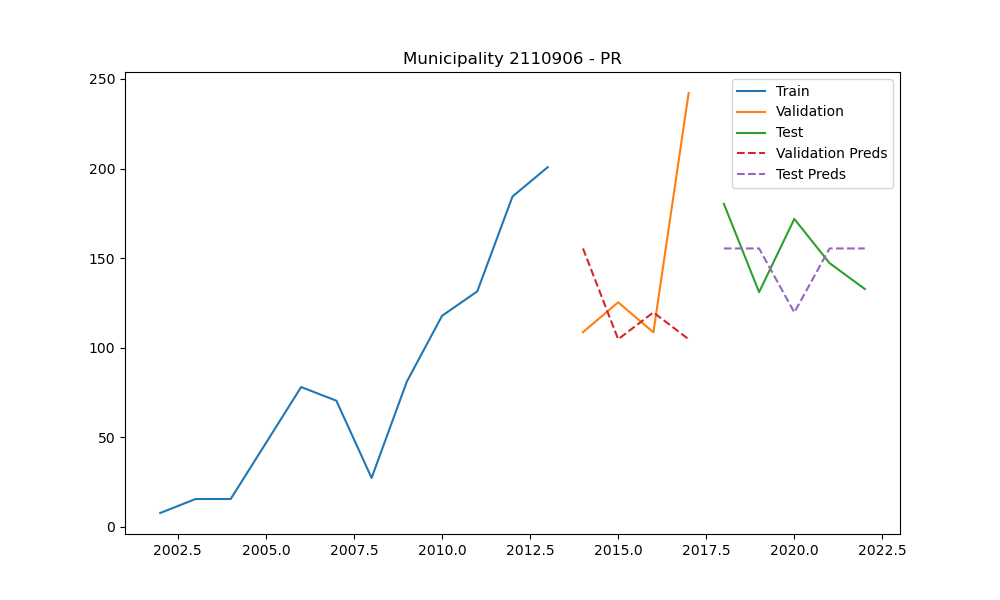 Municipality 2110906 - PR
250
200
150
100
50
0
2002.5 2005.0 2007.5 2010.0 2012.5 2015.0 2017.5 2020.0 2022.5
Train
Validation
Test
Validation Preds
Test Preds